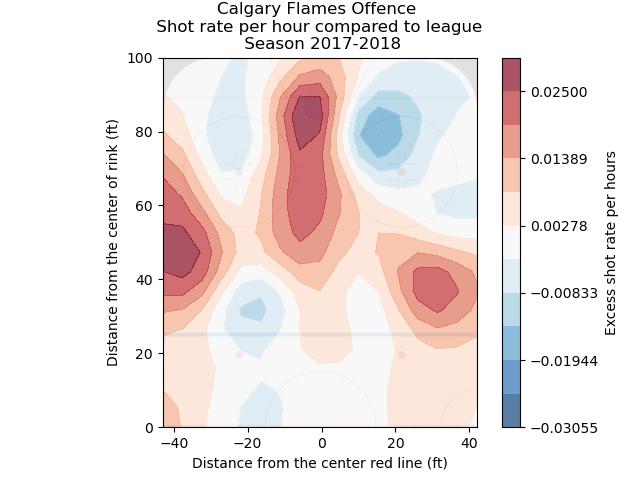 Calgary Flames Offence
Shot rate per hour compared to league
Season 2017-2018
100
80
60
40
20
0
−40
−20
0
20
40
Distance from the center of rink (ft)
Distance from the center red line (ft)
0.02500
0.01389
0.00278
−0.00833
−0.01944
−0.03055
Excess shot rate per hours